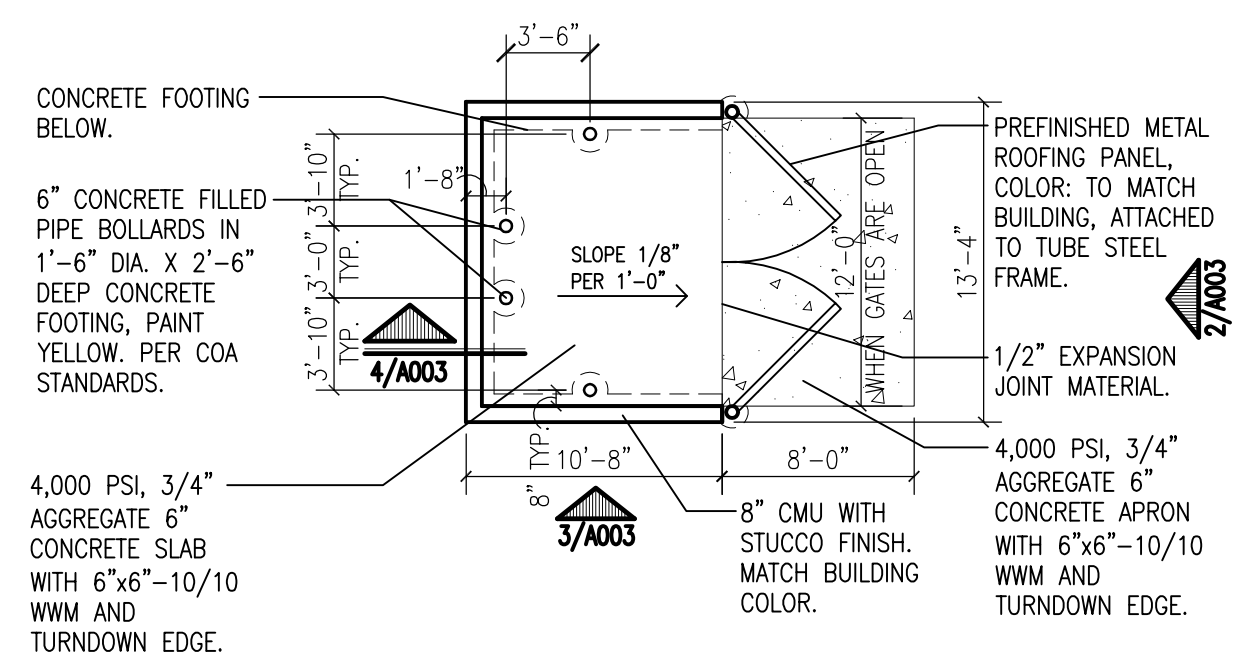 3'-6"
CONCRETE FOOTING
BELOW.
6" CONCRETE FILLED
PIPE BOLLARDS IN
1'-6" DIA. X 2'-6"
DEEP CONCRETE
FOOTING, PAINT
YELLOW. PER COA
STANDARDS.
3'-10"
TYP.
3'-0"
TYP.
3'-10"
TYP.
1'-8"
SLOPE 1/8"
PER 1'-0"
4/A003
12'-0"
WHEN GATES ARE OPEN
13'-4"
PREFINISHED METAL
ROOFING PANEL,
COLOR: TO MATCH
BUILDING, ATTACHED
TO TUBE STEEL
FRAME.
2/A003
1/2" EXPANSION
JOINT MATERIAL.
8" TYP.
10'-8"
8'-0"
3/A003
4,000 PSI, 3/4"
AGGREGATE 6"
CONCRETE SLAB
WITH 6"x6"-10/10
WWM AND
TURNDOWN EDGE.
8" CMU WITH
STUCCO FINISH.
MATCH BUILDING
COLOR.
4,000 PSI, 3/4"
AGGREGATE 6"
CONCRETE APRON
WITH 6"x6"-10/10
WWM AND
TURNDOWN EDGE.